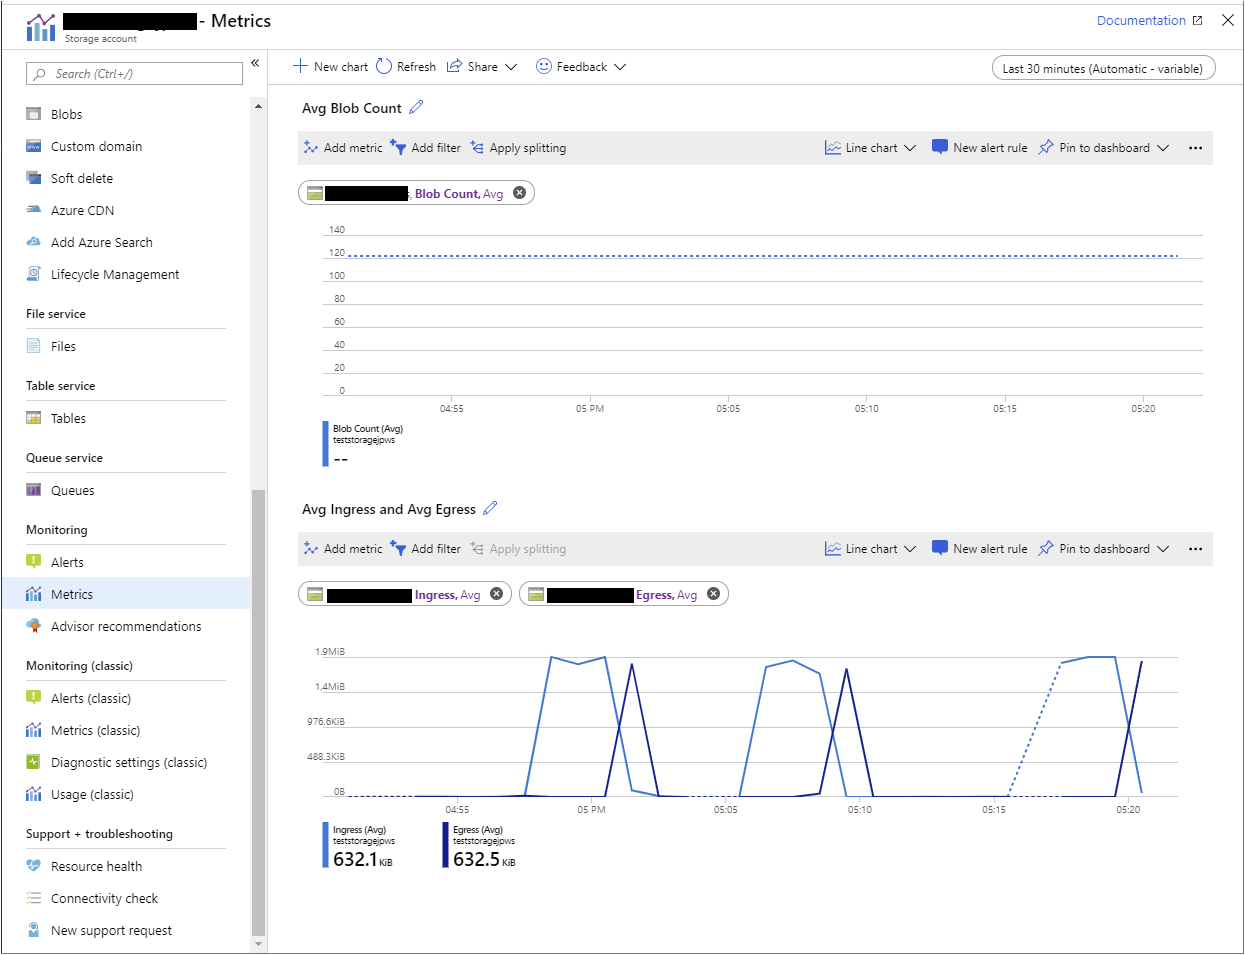 - Metrics
Storage account
Documentation
Search (Ctrl+/)
«
Blobs
Custom domain
Soft delete
Azure CDN
Add Azure Search
Lifecycle Management
File service
Files
Table service
Tables
Queue service
Queues
Monitoring
Alerts
Metrics
Advisor recommendations
Monitoring (classic)
Alerts (classic)
Metrics (classic)
Diagnostic settings (classic)
Usage (classic)
Support + troubleshooting
Resource health
Connectivity check
New support request
New chart Refresh Share Feedback
Last 30 minutes (Automatic - variable)
Avg Blob Count
Add metric Add filter Apply splitting Line chart New alert rule Pin to dashboard
Blob Count, Avg
140
120
100
80
60
40
20
0
04:55 05 PM 05:05 05:10 05:15 05:20
Blob Count (Avg)
teststoragejpws
--
Avg Ingress and Avg Egress
Add metric Add filter Apply splitting Line chart New alert rule Pin to dashboard
Ingress, Avg Egress, Avg
1.9MiB
1.4MiB
976.6KiB
488.3KiB
0B
04:55 05 PM 05:05 05:10 05:15 05:20
Ingress (Avg)
teststoragejpws
632.1 KiB
Egress (Avg)
teststoragejpws
632.5 KiB